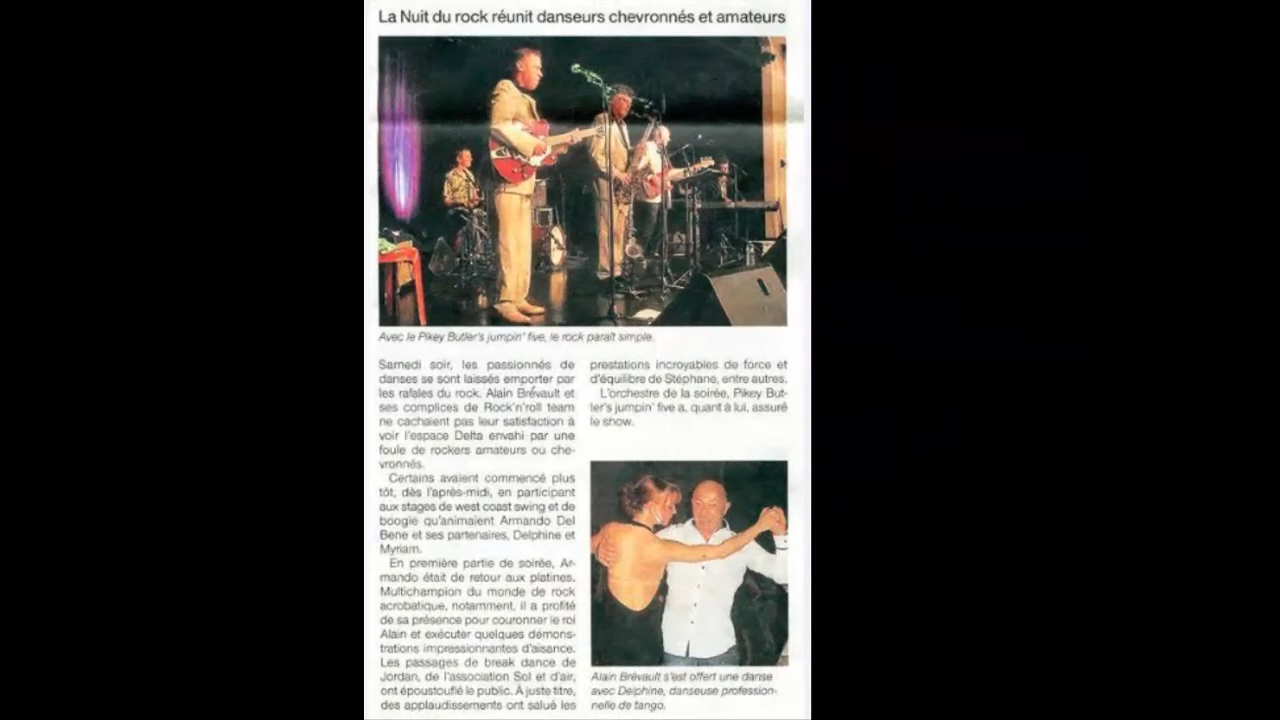 La Nuit du rock réunit danseurs chevronnés et amateurs
Avec le Pikey Butler's jumpin' five, le rock paraît simple.
Samedi soir, les passionnés de
danses se sont laissés emporter par
les rafales du rock. Alain Brévault et
ses complices de Rock'n'roll team
ne cachaient pas leur satisfaction à
voir l'espace Delta envahi par une
foule de rockers amateurs ou che-
vronnés.
Certains avaient commencé plus
tôt, dès l'après-midi, en participant
aux stages de west coast swing et de
boogie qu'animaient Armando Del
Bene et ses partenaires, Delphine et
Myriam.
En première partie de soirée, Ar-
mando était de retour aux platines.
Multichampion du monde de rock
acrobatique, notamment, il a profité
de sa présence pour couronner le roi
Alain et exécuter quelques démons-
trations impressionnantes d'aisance.
Les passages de break dance de
Jordan, de l'association Sol et d'air,
ont époustouflé le public. À juste titre,
des applaudissements ont salué les
prestations incroyables de force et
d'équilibre de Stéphane, entre autres.
L'orchestre de la soirée, Pikey But-
ler's jumpin' five a, quant à lui, assuré
le show.
Alain Brévault s'est offert une danse
avec Delphine, danseuse profession-
nelle de tango.